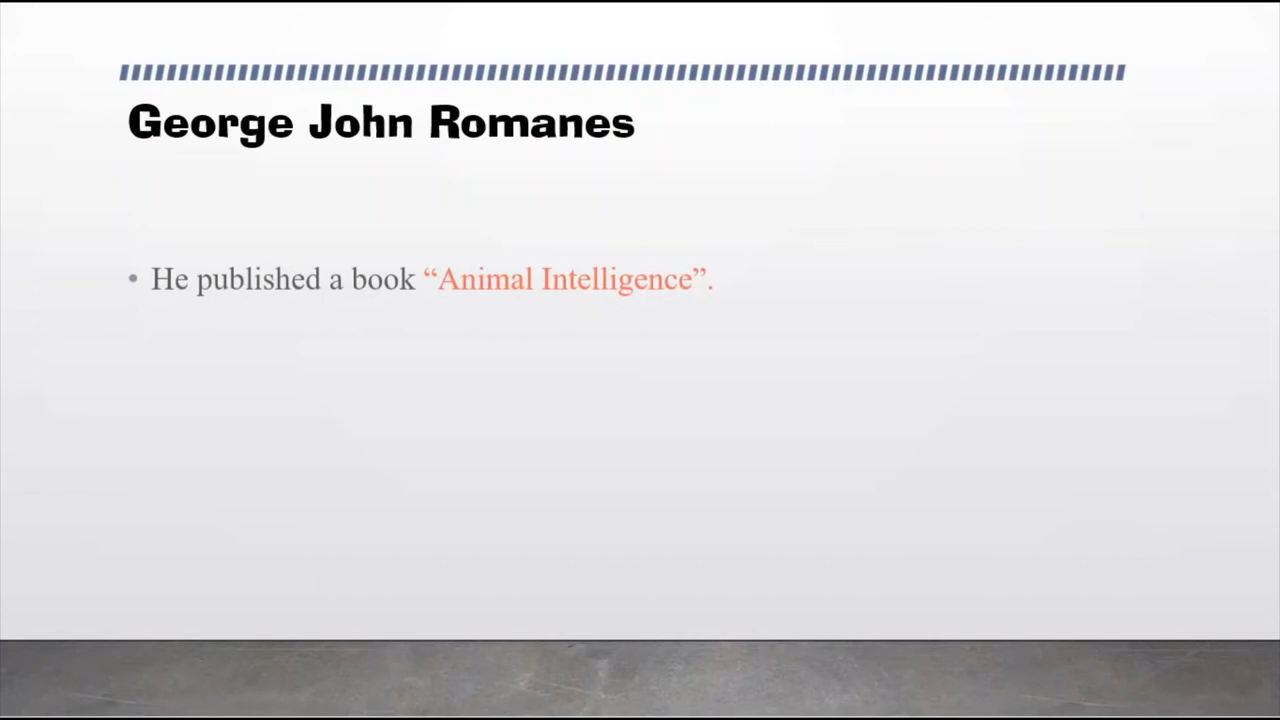 George John Romanes
• He published a book “Animal Intelligence”.